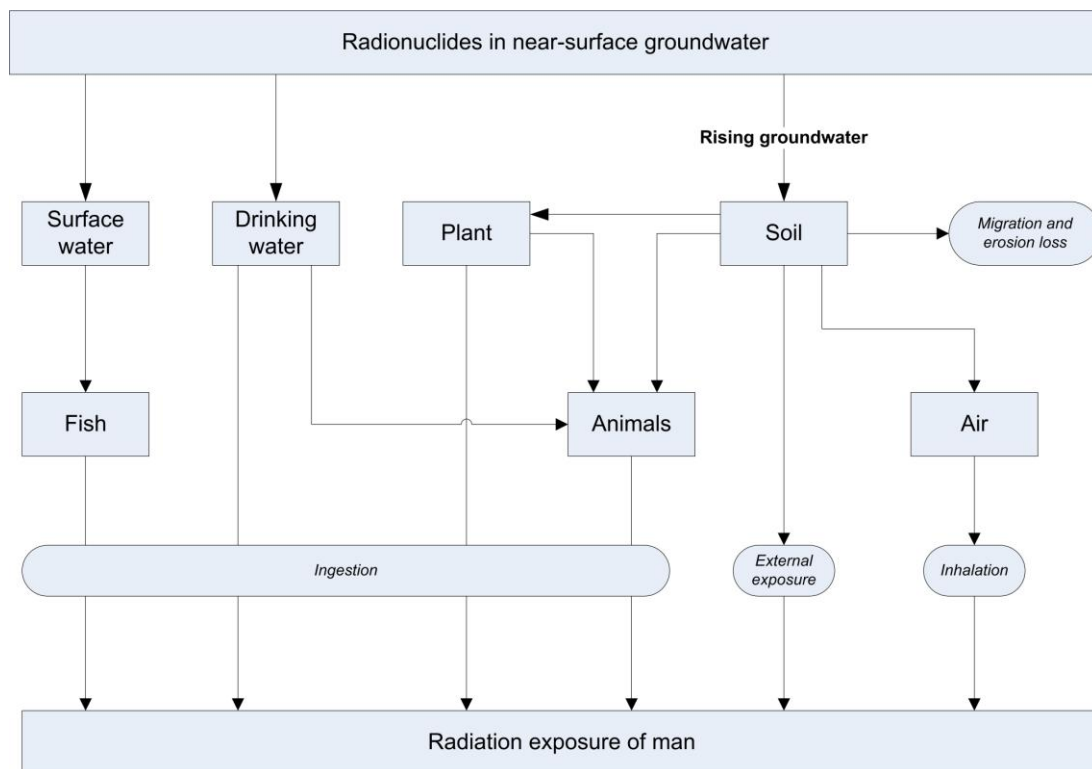 Radionuclides in near-surface groundwater
Rising groundwater
Surface
water
Drinking
water
Plant
Soil
Migration and
erosion loss
Fish
Animals
Air
Ingestion
External
exposure
Inhalation
Radiation exposure of man